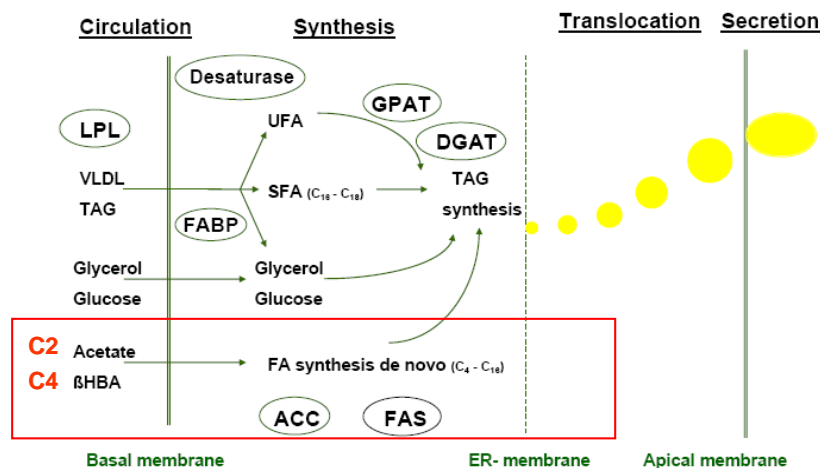 Circulation
Synthesis
Translocation
Secretion
Desaturase
GPAT
LPL
UFA
DGAT
VLDL
TAG
SFA (C₁₆ - C₁₈)
TAG
synthesis
FABP
Glycerol
Glucose
Glycerol
Glucose
C2
Acetate
FA synthesis de novo (C₄ - C₁₆)
C4
ßHBA
ACC
FAS
Basal membrane
ER- membrane
Apical membrane